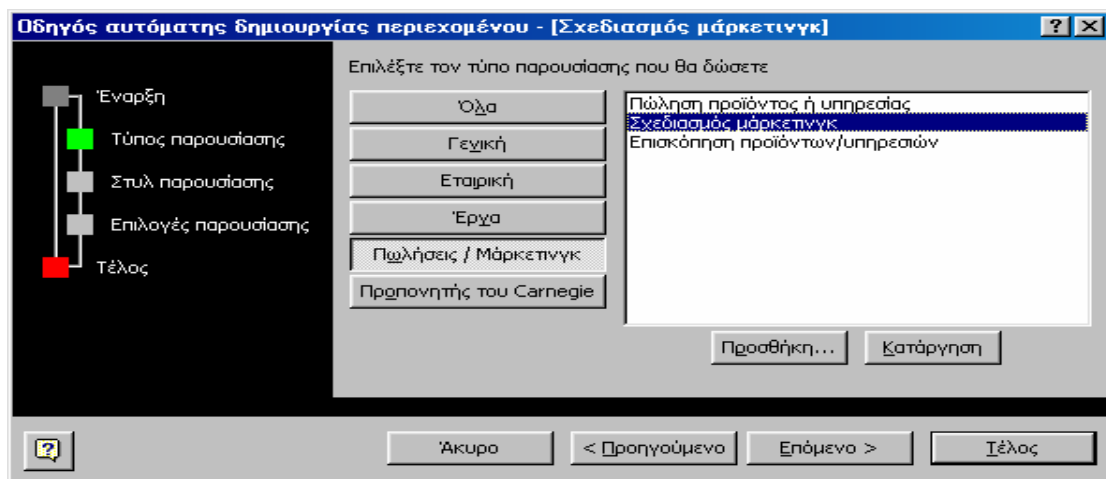 Οδηγός αυτόματης δημιουργίας περιεχομένου - [Σχεδιασμός μάρκετινγκ]
Έναρξη
Τύπος παρουσίασης
Στυλ παρουσίασης
Επιλογές παρουσίασης
Τέλος
Επιλέξτε τον τύπο παρουσίασης που θα δώσετε
Όλα
Γενική
Εταιρική
Έργα
Πωλήσεις / Μάρκετινγκ
Προπονητής του Carnegie
Πώληση προϊόντος ή υπηρεσίας
Σχεδιασμός μάρκετινγκ
Επισκόπηση προϊόντων/υπηρεσιών
Προσθήκη... Κατάργηση
Άκυρο < Προηγούμενο Επόμενο > Τέλος